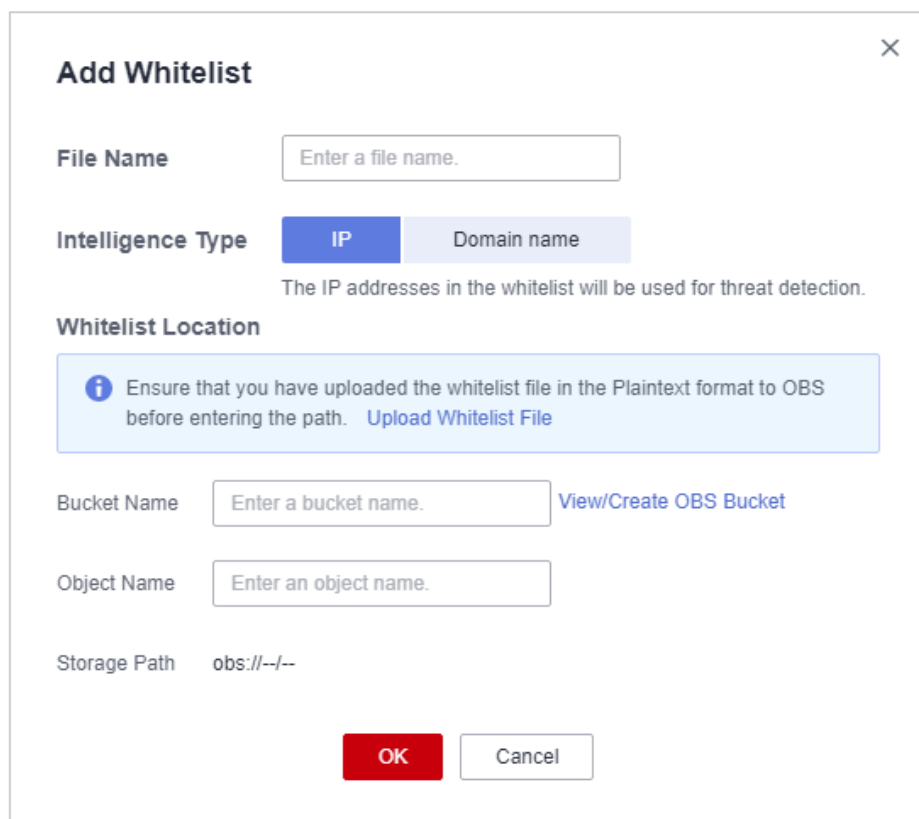 Add Whitelist
File Name
Enter a file name.
Intelligence Type
IP
Domain name
The IP addresses in the whitelist will be used for threat detection.
Whitelist Location
Ensure that you have uploaded the whitelist file in the Plaintext format to OBS
before entering the path. Upload Whitelist File
Bucket Name
Enter a bucket name.
View/Create OBS Bucket
Object Name
Enter an object name.
Storage Path
obs://--/--
OK
Cancel